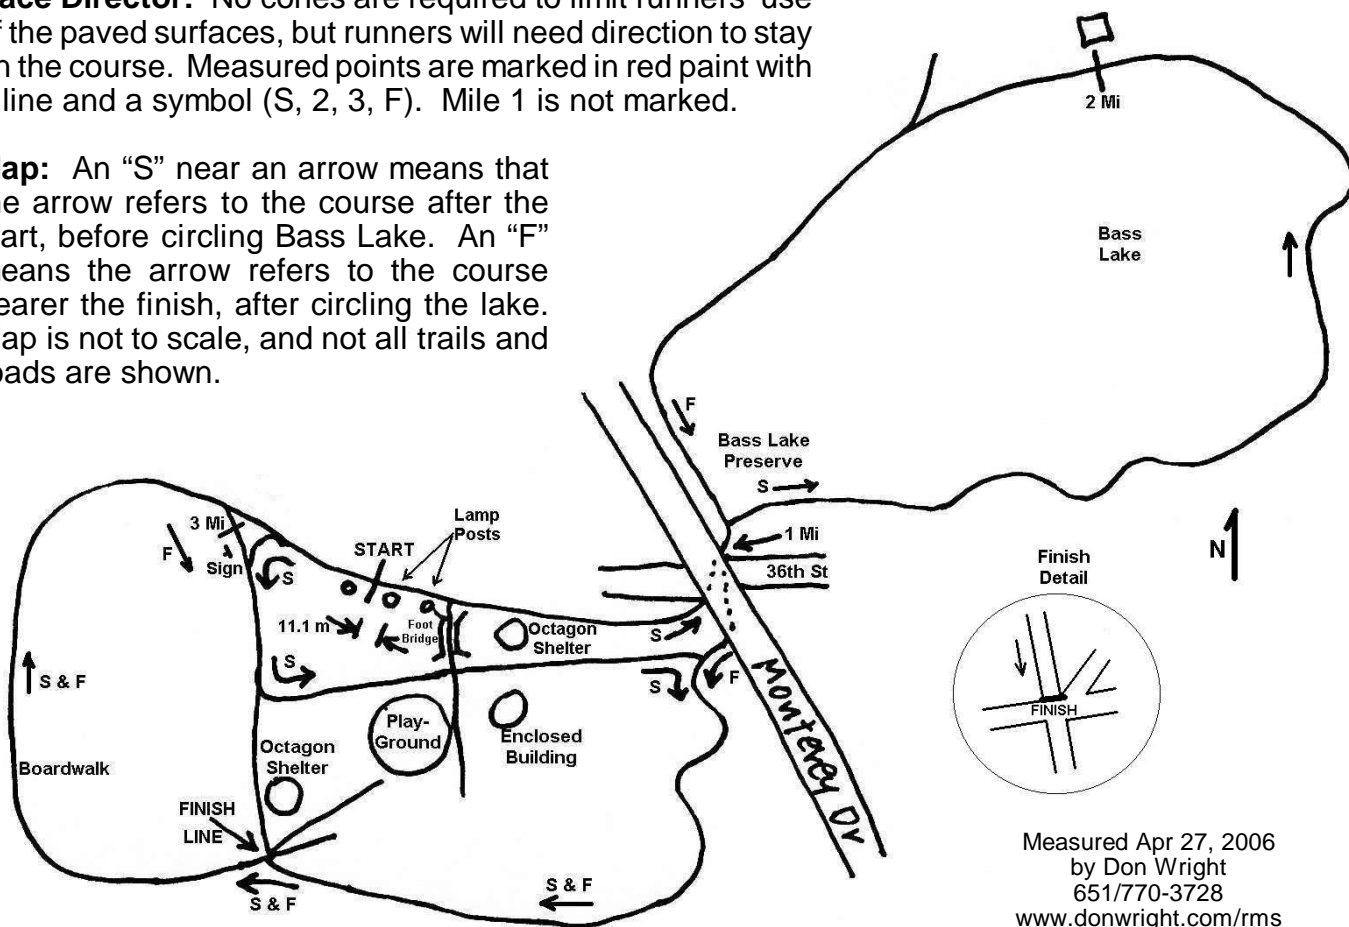 ace Director: No cones are required to limit runners' use
f the paved surfaces, but runners will need direction to stay
n the course. Measured points are marked in red paint with
line and a symbol (S, 2, 3, F). Mile 1 is not marked.
ap: An “S” near an arrow means that
he arrow refers to the course after the
art, before circling Bass Lake. An “F”
eans the arrow refers to the course
earer the finish, after circling the lake.
ap is not to scale, and not all trails and
oads are shown.
2 Mi
Bass
Lake
F
Bass Lake
Preserve
S
1 Mi
36th St
N
3 Mi
F
Sign
S
START
Lamp
Posts
11.1 m
Foot
Bridge
Octagon
Shelter
S
S
S
F
S & F
Play-
Ground
Enclosed
Building
Octagon
Shelter
Boardwalk
FINISH
LINE
S & F
S & F
Monterey Dr
Finish
Detail
FINISH
Measured Apr 27, 2006
by Don Wright
651/770-3728
www.donwright.com/rms